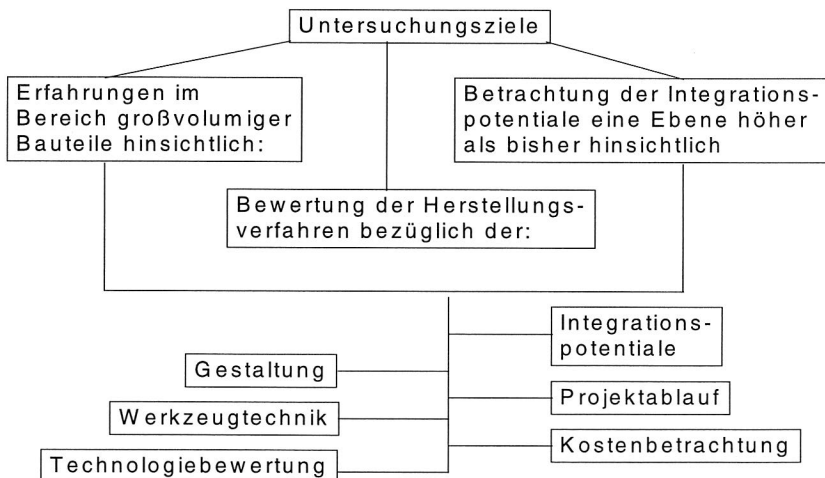 Untersuchungsziele
Erfahrungen im
Bereich großvolumiger
Bauteile hinsichtlich:
Betrachtung der Integrations-
potentiale eine Ebene höher
als bisher hinsichtlich
Bewertung der Herstellungs-
verfahren bezüglich der:
Integrations-
potentiale
Gestaltung
Projektablauf
Werkzeugtechnik
Kostenbetrachtung
Technologiebewertung